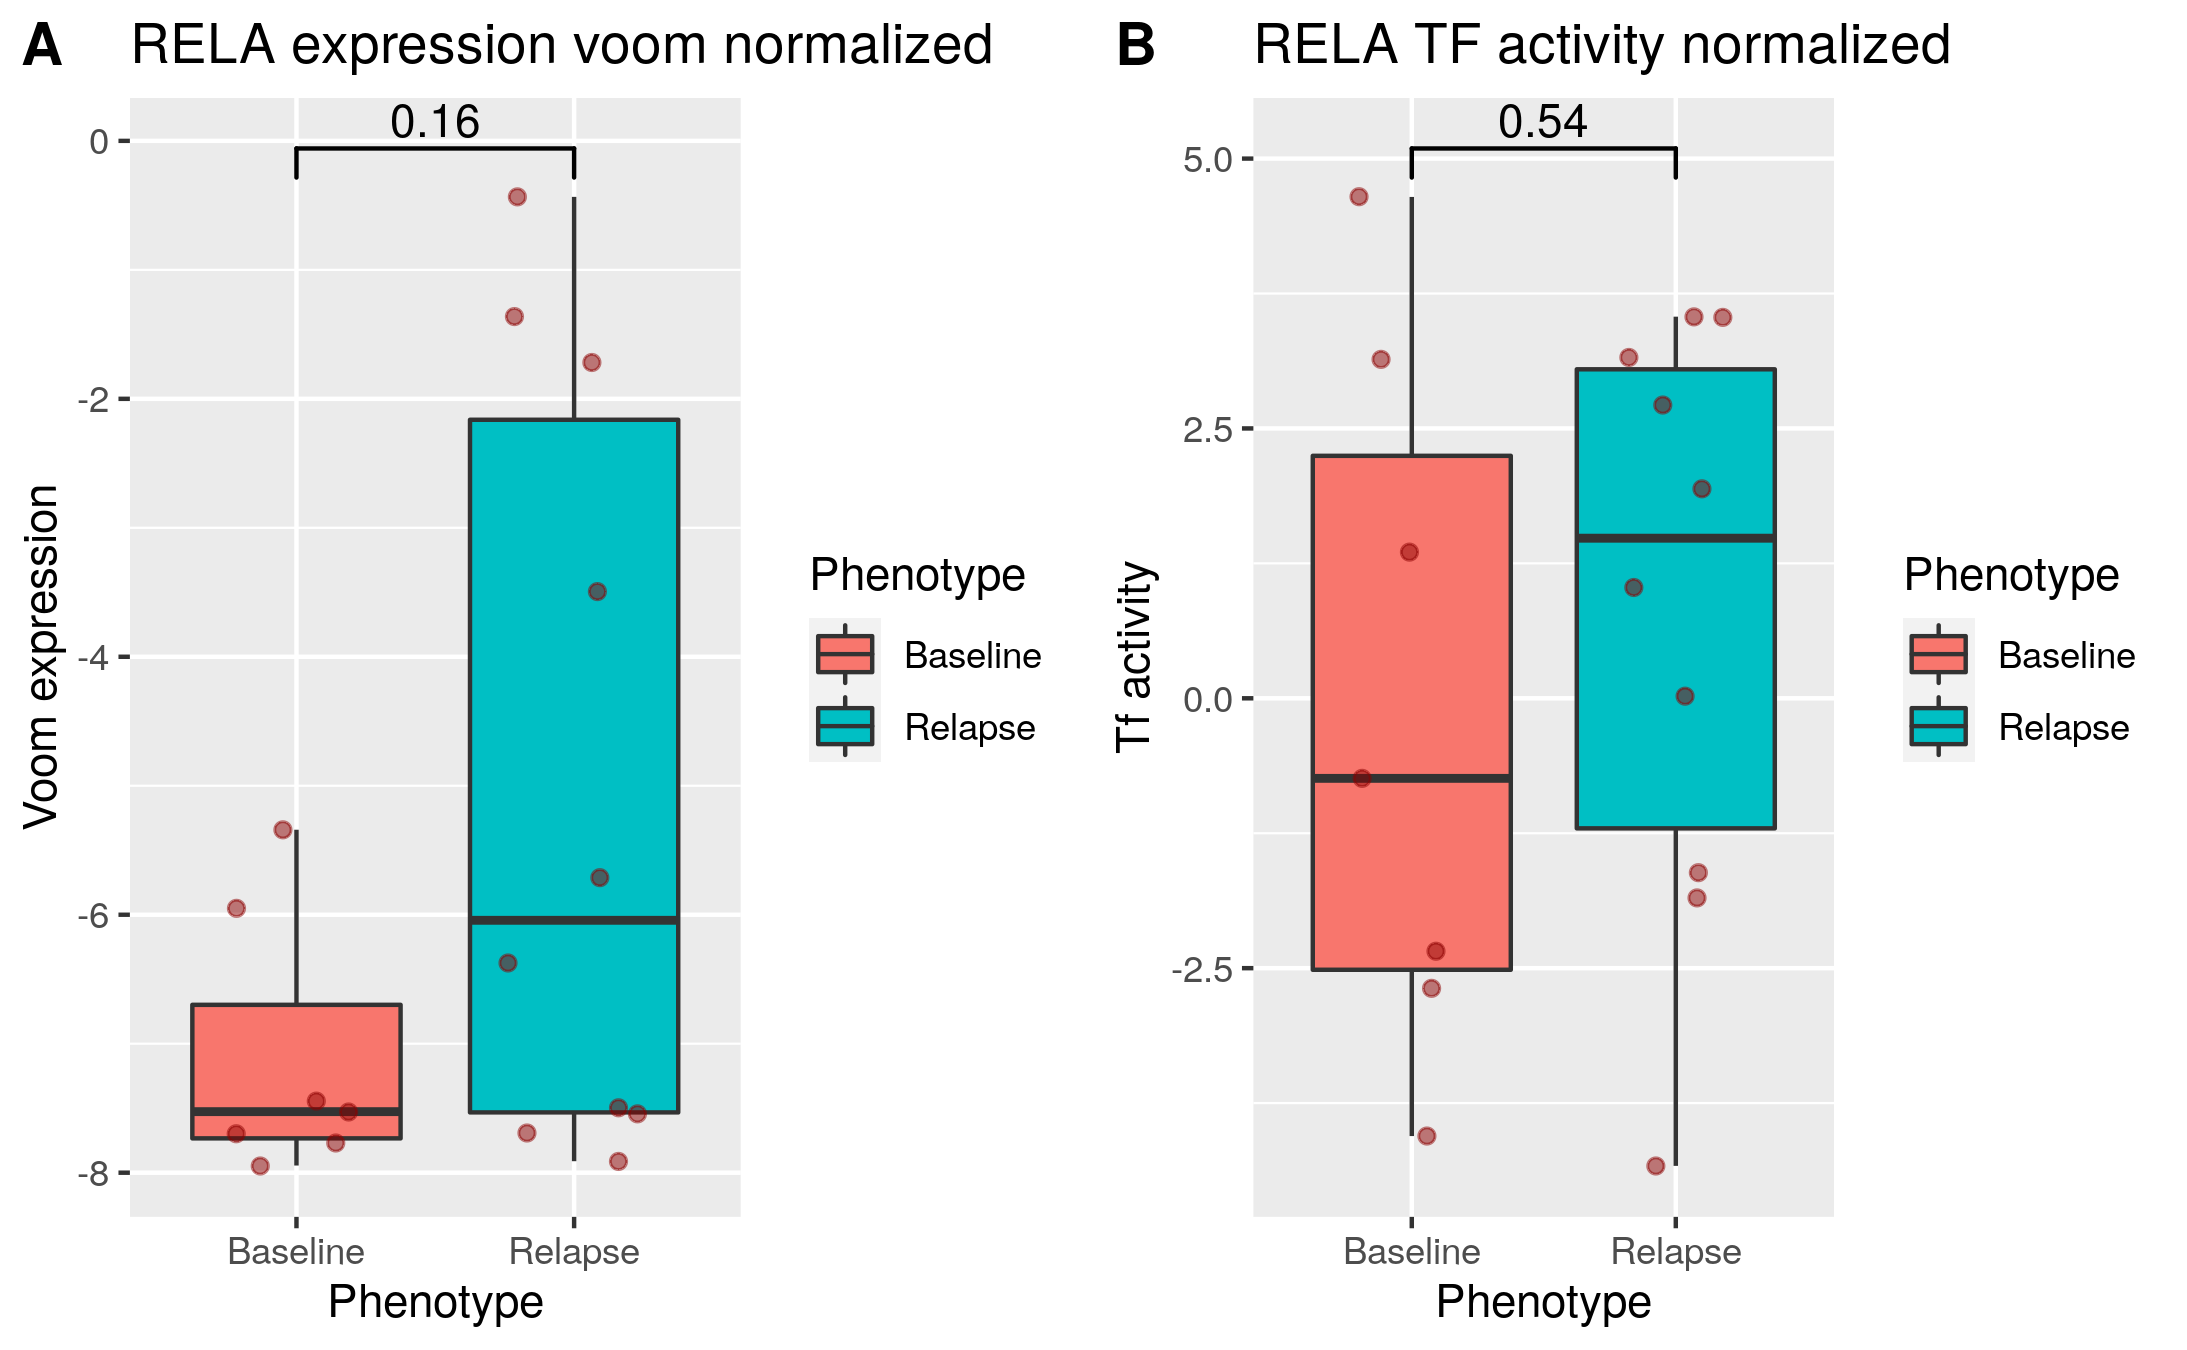 A RELA expression voom normalized
0.16
0
-2
-4
-6
-8
Voom expression
Baseline Relapse
Phenotype
Phenotype
Baseline
Relapse
B RELA TF activity normalized
0.54
5.0
2.5
0.0
-2.5
Tf activity
Baseline Relapse
Phenotype
Phenotype
Baseline
Relapse